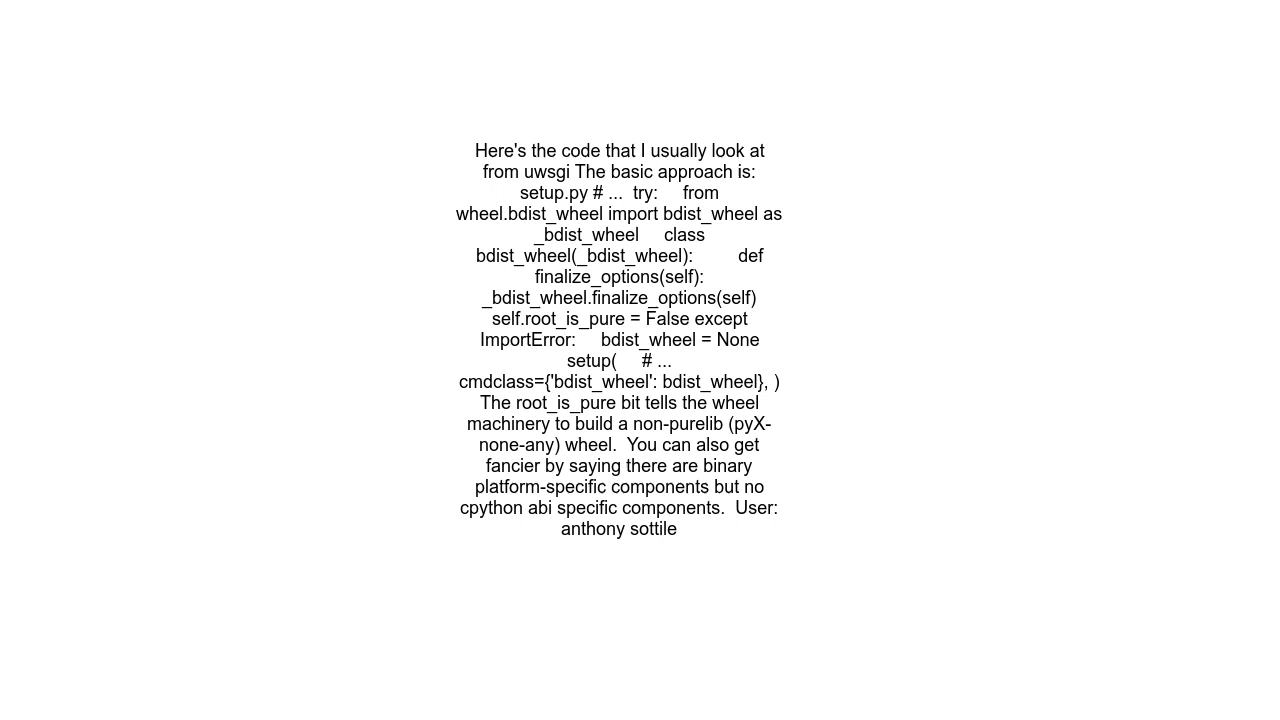 Here's the code that I usually look at
from uwsgi The basic approach is:
setup.py # ...  try:     from
wheel.bdist_wheel import bdist_wheel as
_bdist_wheel     class
bdist_wheel(_bdist_wheel):         def
finalize_options(self):
_bdist_wheel.finalize_options(self)
self.root_is_pure = False except
ImportError:     bdist_wheel = None
setup(     # ...
cmdclass={'bdist_wheel': bdist_wheel}, )
The root_is_pure bit tells the wheel
machinery to build a non-purelib (pyX-
none-any) wheel.  You can also get
fancier by saying there are binary
platform-specific components but no
cpython abi specific components.  User:
anthony sottile